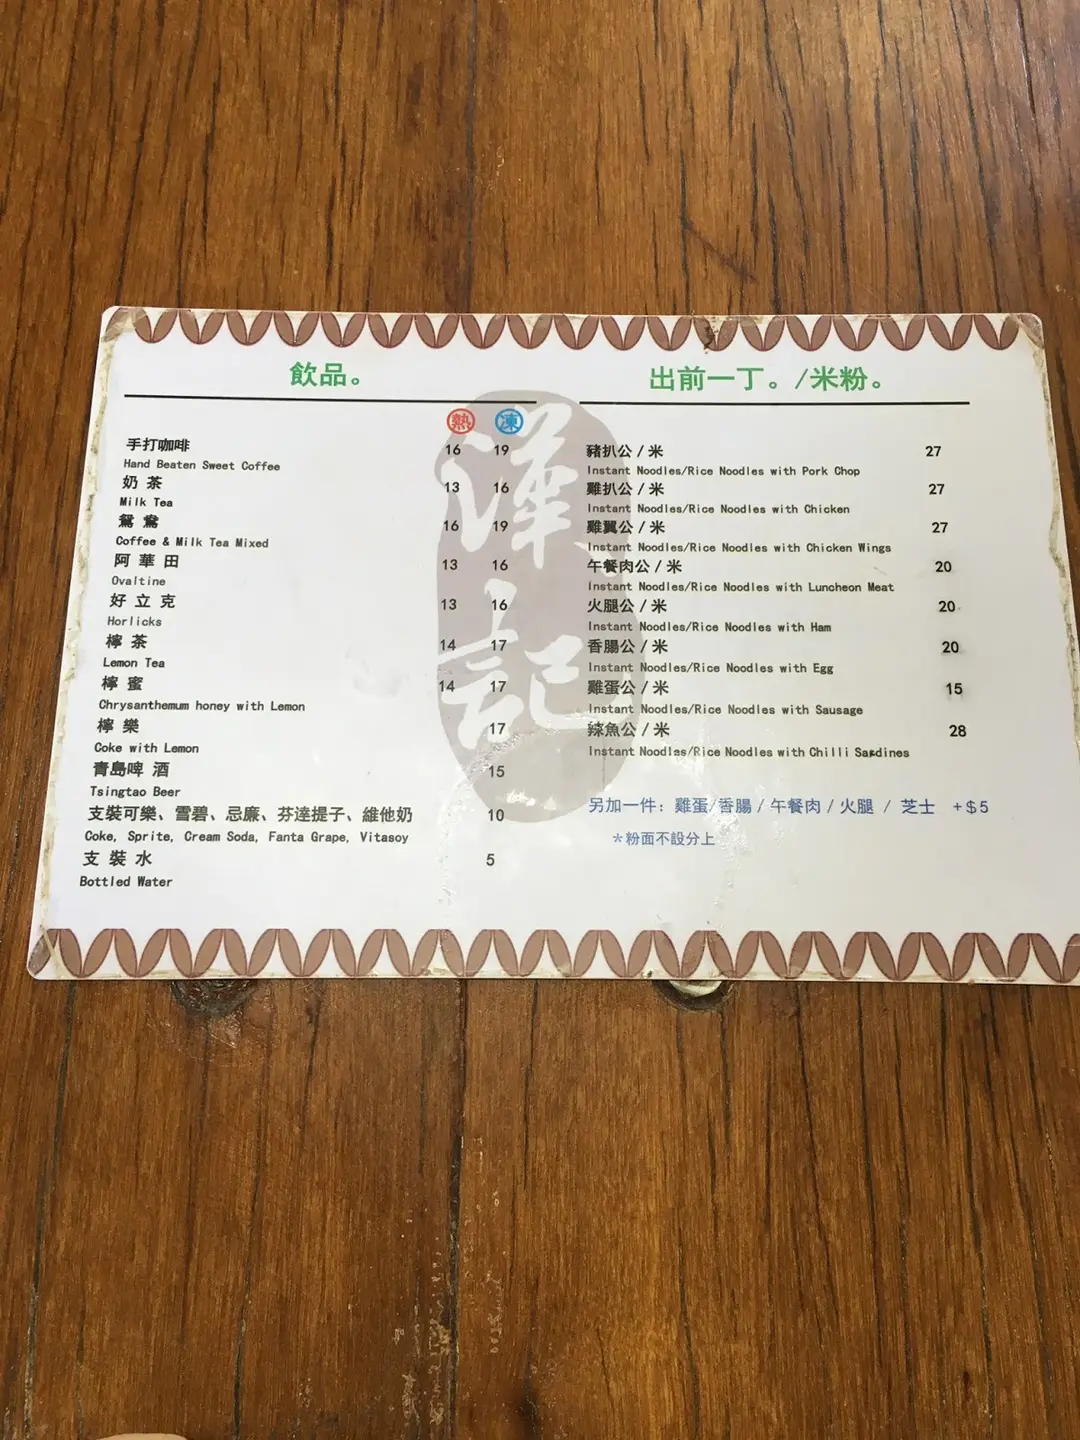 飲品。
熱 凍
手打咖啡 16 19
Hand Beaten Sweet Coffee
奶 茶 13 16
Milk Tea
鴛 鴦 16 19
Coffee & Milk Tea Mixed
阿 華 田 13 16
Ovaltine
好 立 克 13 16
Horlicks
檸 茶 14 17
Lemon Tea
檸 蜜 14 17
Chrysanthemum honey with Lemon
檸 樂 17
Coke with Lemon
青島啤 酒 15
Tsingtao Beer
支裝可樂、雪碧、忌廉、芬達提子、維他奶 10
Coke, Sprite, Cream Soda, Fanta Grape, Vitasoy
支 裝 水 5
Bottled Water
漢記
出前一丁。/米粉。
豬扒公 / 米 27
Instant Noodles/Rice Noodles with Pork Chop
雞扒公 / 米 27
Instant Noodles/Rice Noodles with Chicken
雞翼公 / 米 27
Instant Noodles/Rice Noodles with Chicken Wings
午餐肉公 / 米 20
Instant Noodles/Rice Noodles with Luncheon Meat
火腿公 / 米 20
Instant Noodles/Rice Noodles with Ham
香腸公 / 米 20
Instant Noodles/Rice Noodles with Egg
雞蛋公 / 米 15
Instant Noodles/Rice Noodles with Sausage
辣魚公 / 米 28
Instant Noodles/Rice Noodles with Chilli Sardines
另加一件：雞蛋/香腸 / 午餐肉 / 火腿 / 芝士 +$5
*粉面不設分上